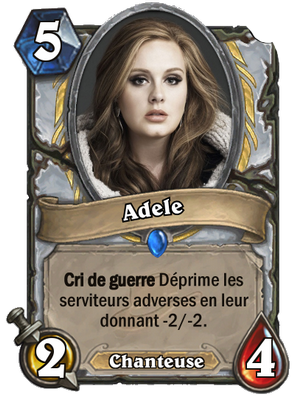 5
Adele
Cri de guerre Déprime les
serviteurs adverses en leur
donnant -2/-2.
2
Chanteuse
4